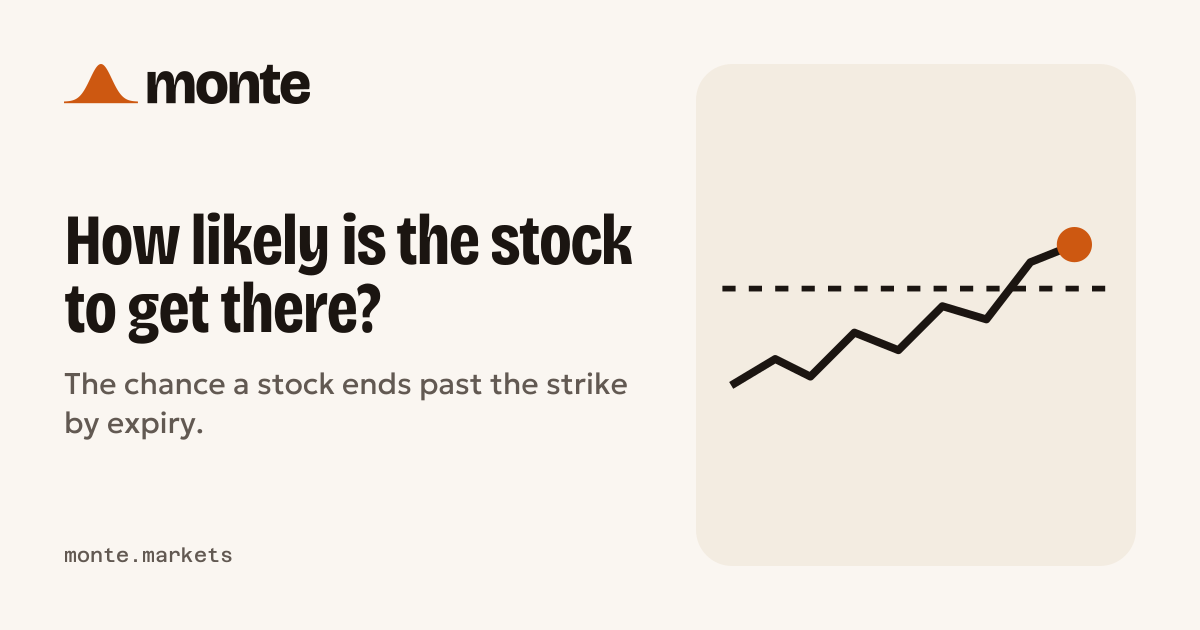 monte
How likely is the stock
to get there?
The chance a stock ends past the strike
by expiry.
monte.markets